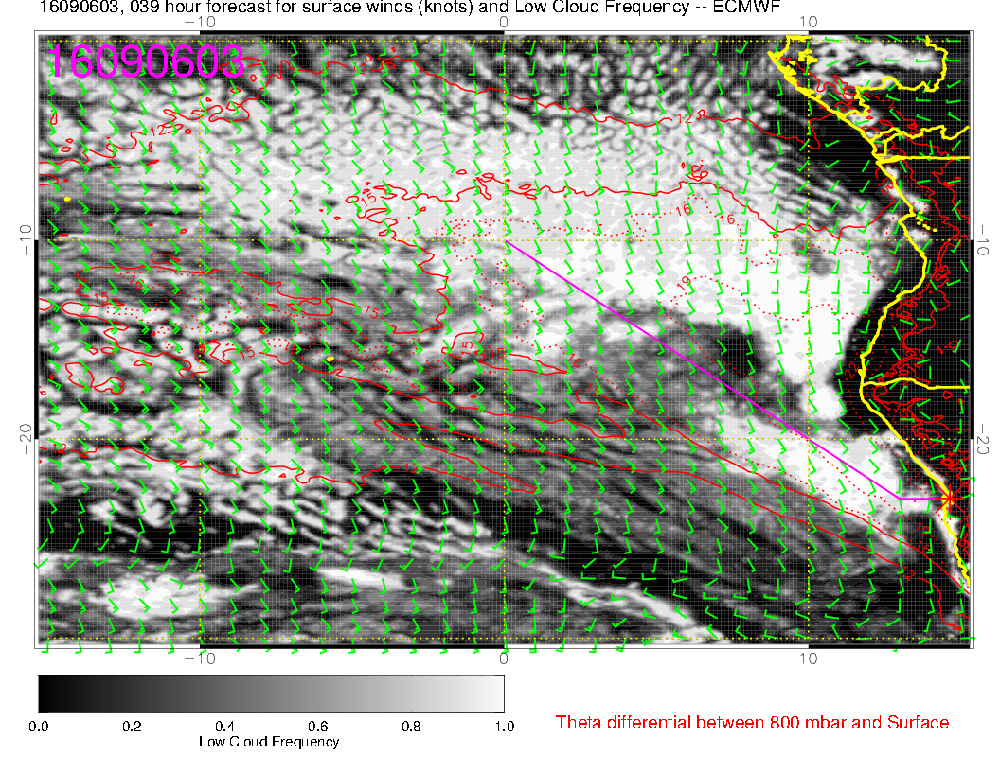 16090603, 039 hour forecast for surface winds (knots) and Low Cloud Frequency -- ECMWF
-10 0 10
16090603
12
12
15
16
16
-10 -10
19
15
16
15
-20 -20
-10 0 10
0.0 0.2 0.4 0.6 0.8 1.0
Low Cloud Frequency
Theta differential between 800 mbar and Surface